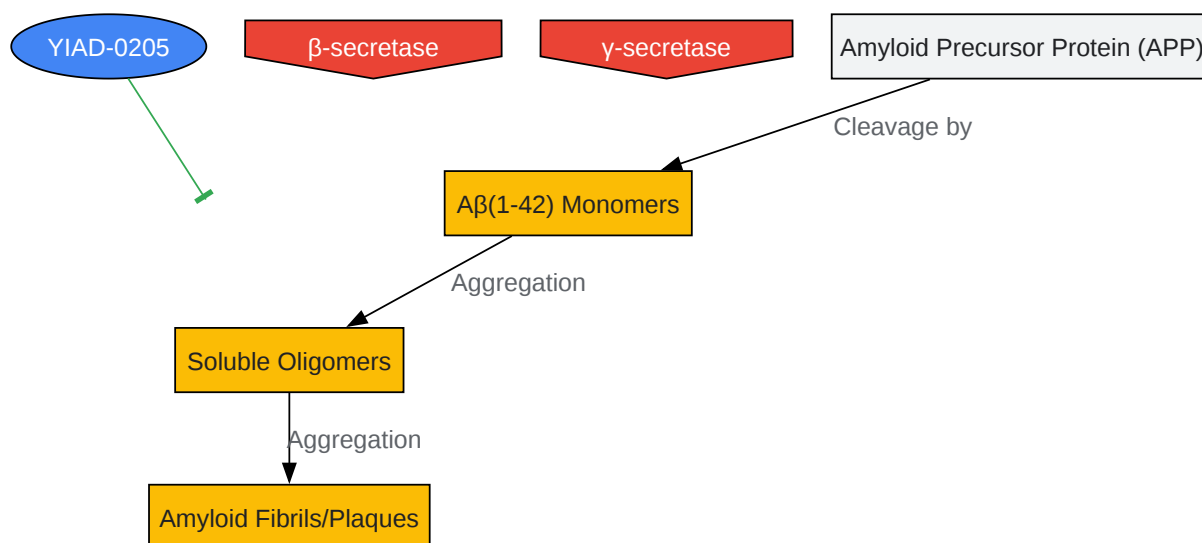 YIAD-0205
β-secretase
γ-secretase
Amyloid Precursor Protein (APP)
Cleavage by
Aβ(1-42) Monomers
Aggregation
Soluble Oligomers
Aggregation
Amyloid Fibrils/Plaques